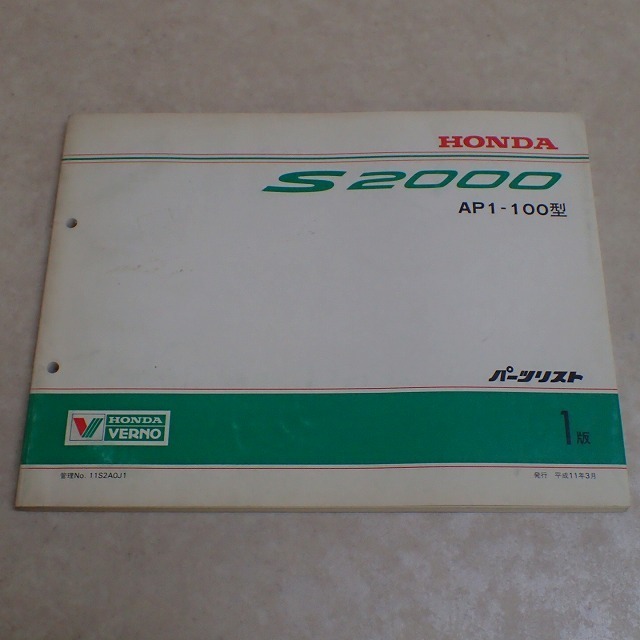 HONDA
S2000
AP1-100型
パーツリスト
HONDA
VERNO
1版
管理No. 11S2A0J1
発行 平成11年3月